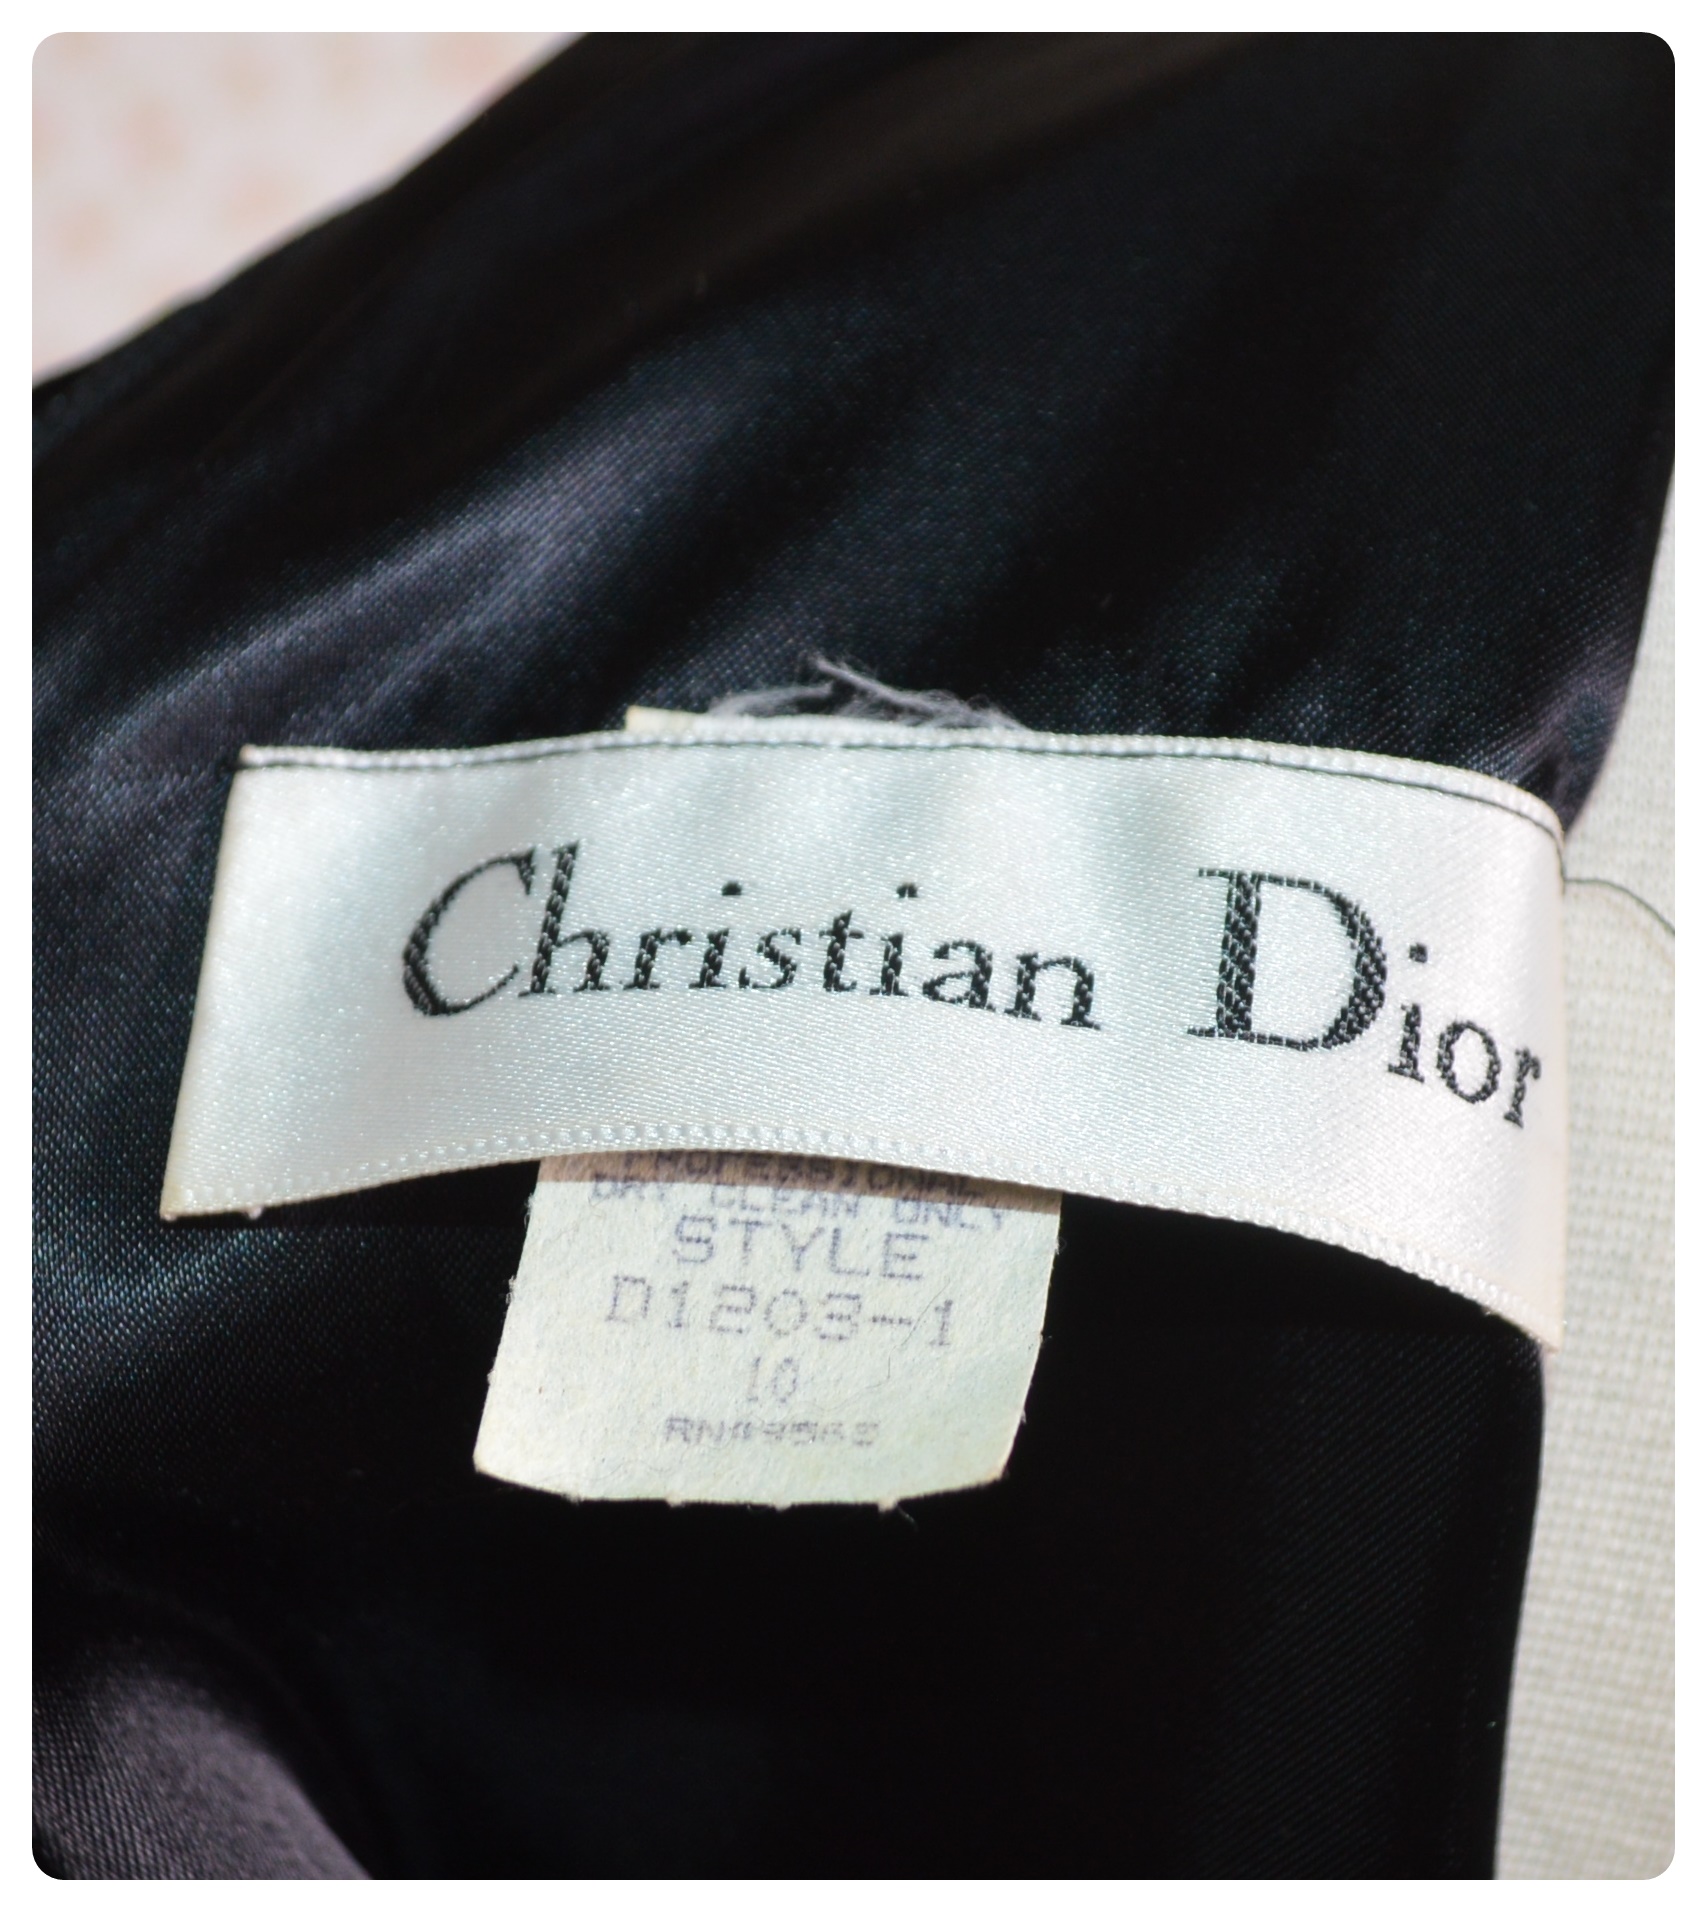 Christian Dior
PROFESSIONAL
DRY CLEAN ONLY
STYLE
D1203-1
10